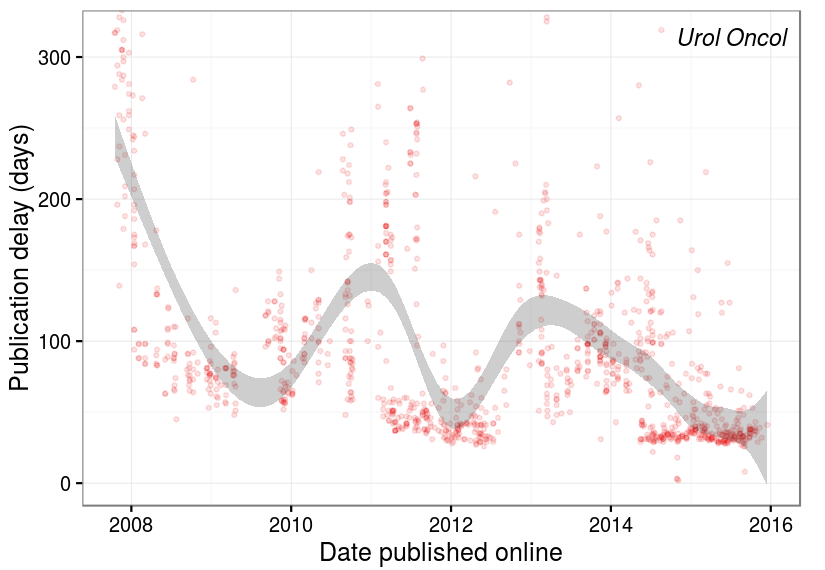 Urol Oncol
Publication delay (days)
300
200
100
0
2008 2010 2012 2014 2016
Date published online